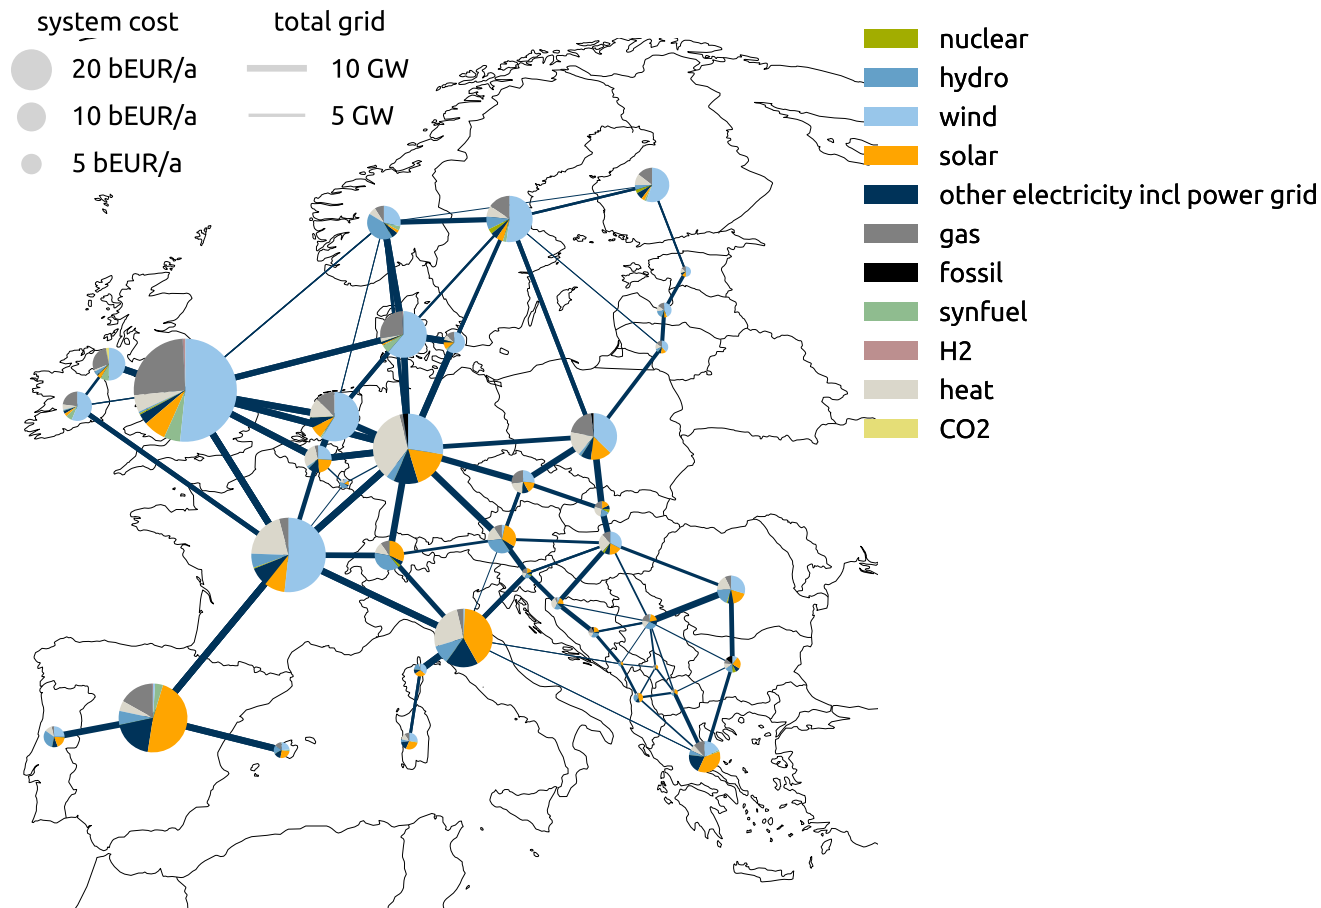 system cost
20 bEUR/a
10 bEUR/a
5 bEUR/a
total grid
10 GW
5 GW
nuclear
hydro
wind
solar
other electricity incl power grid
gas
fossil
synfuel
H2
heat
CO2